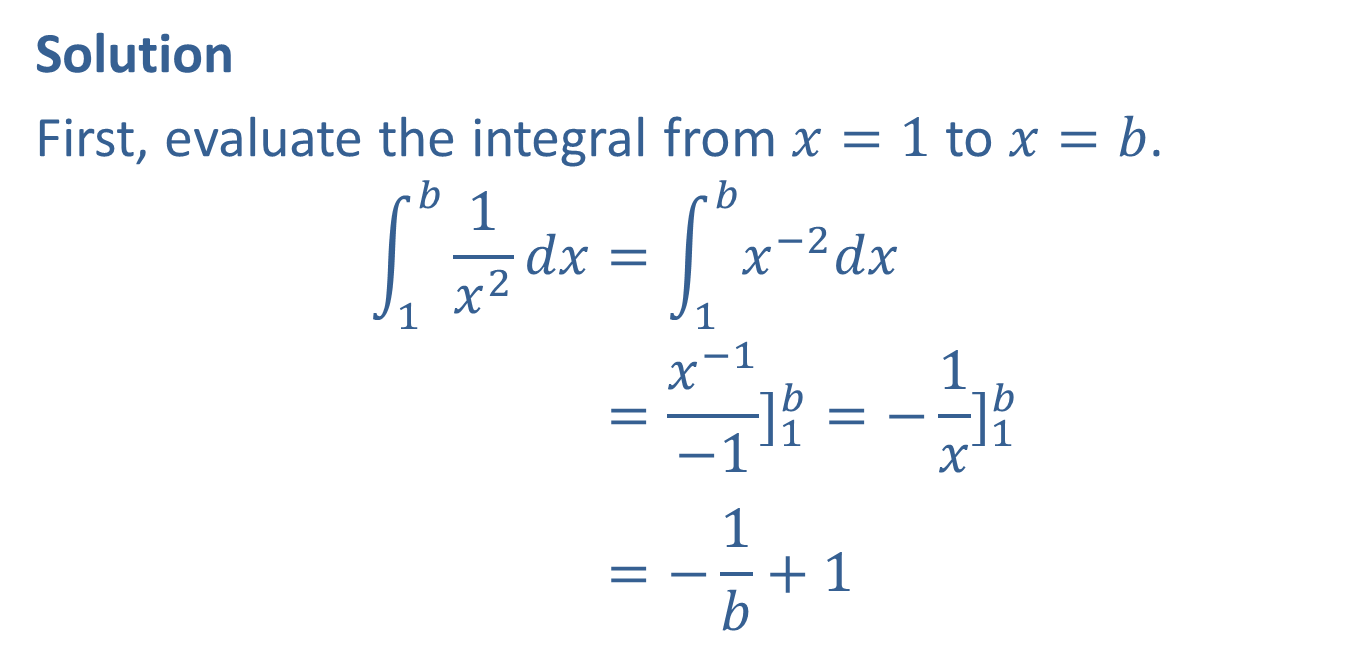 Solution
First, evaluate the integral from x = 1 to x = b.
∫₁ᵇ 1/x² dx = ∫₁ᵇ x⁻² dx
= x⁻¹/−1 ]₁ᵇ = − 1/x ]₁ᵇ
= − 1/b + 1